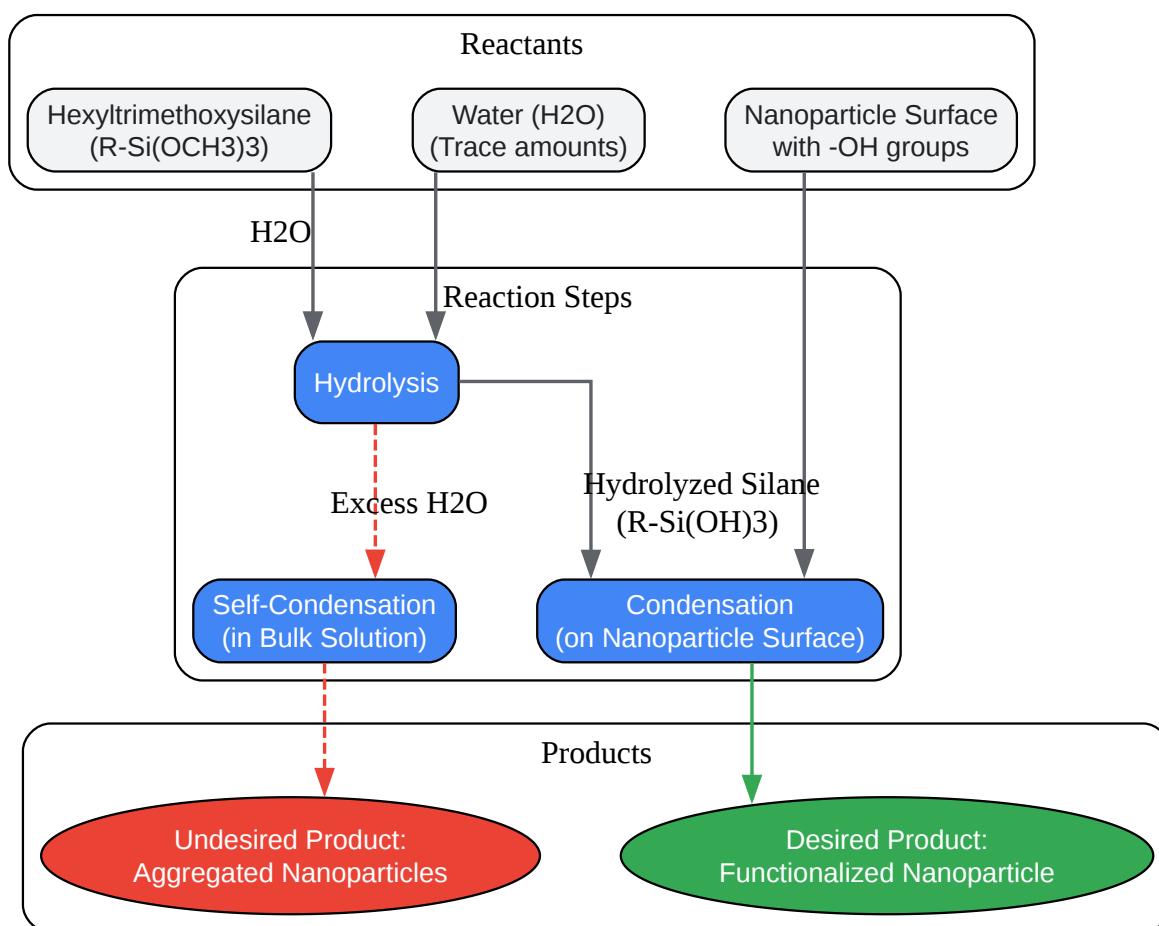 Reactants
Hexyltrimethoxysilane
(R-Si(OCH3)3)
Water (H2O)
(Trace amounts)
Nanoparticle Surface
with -OH groups
H2O
Reaction Steps
Hydrolysis
Excess H2O
Hydrolyzed Silane
(R-Si(OH)3)
Self-Condensation
(in Bulk Solution)
Condensation
(on Nanoparticle Surface)
Products
Undesired Product:
Aggregated Nanoparticles
Desired Product:
Functionalized Nanoparticle